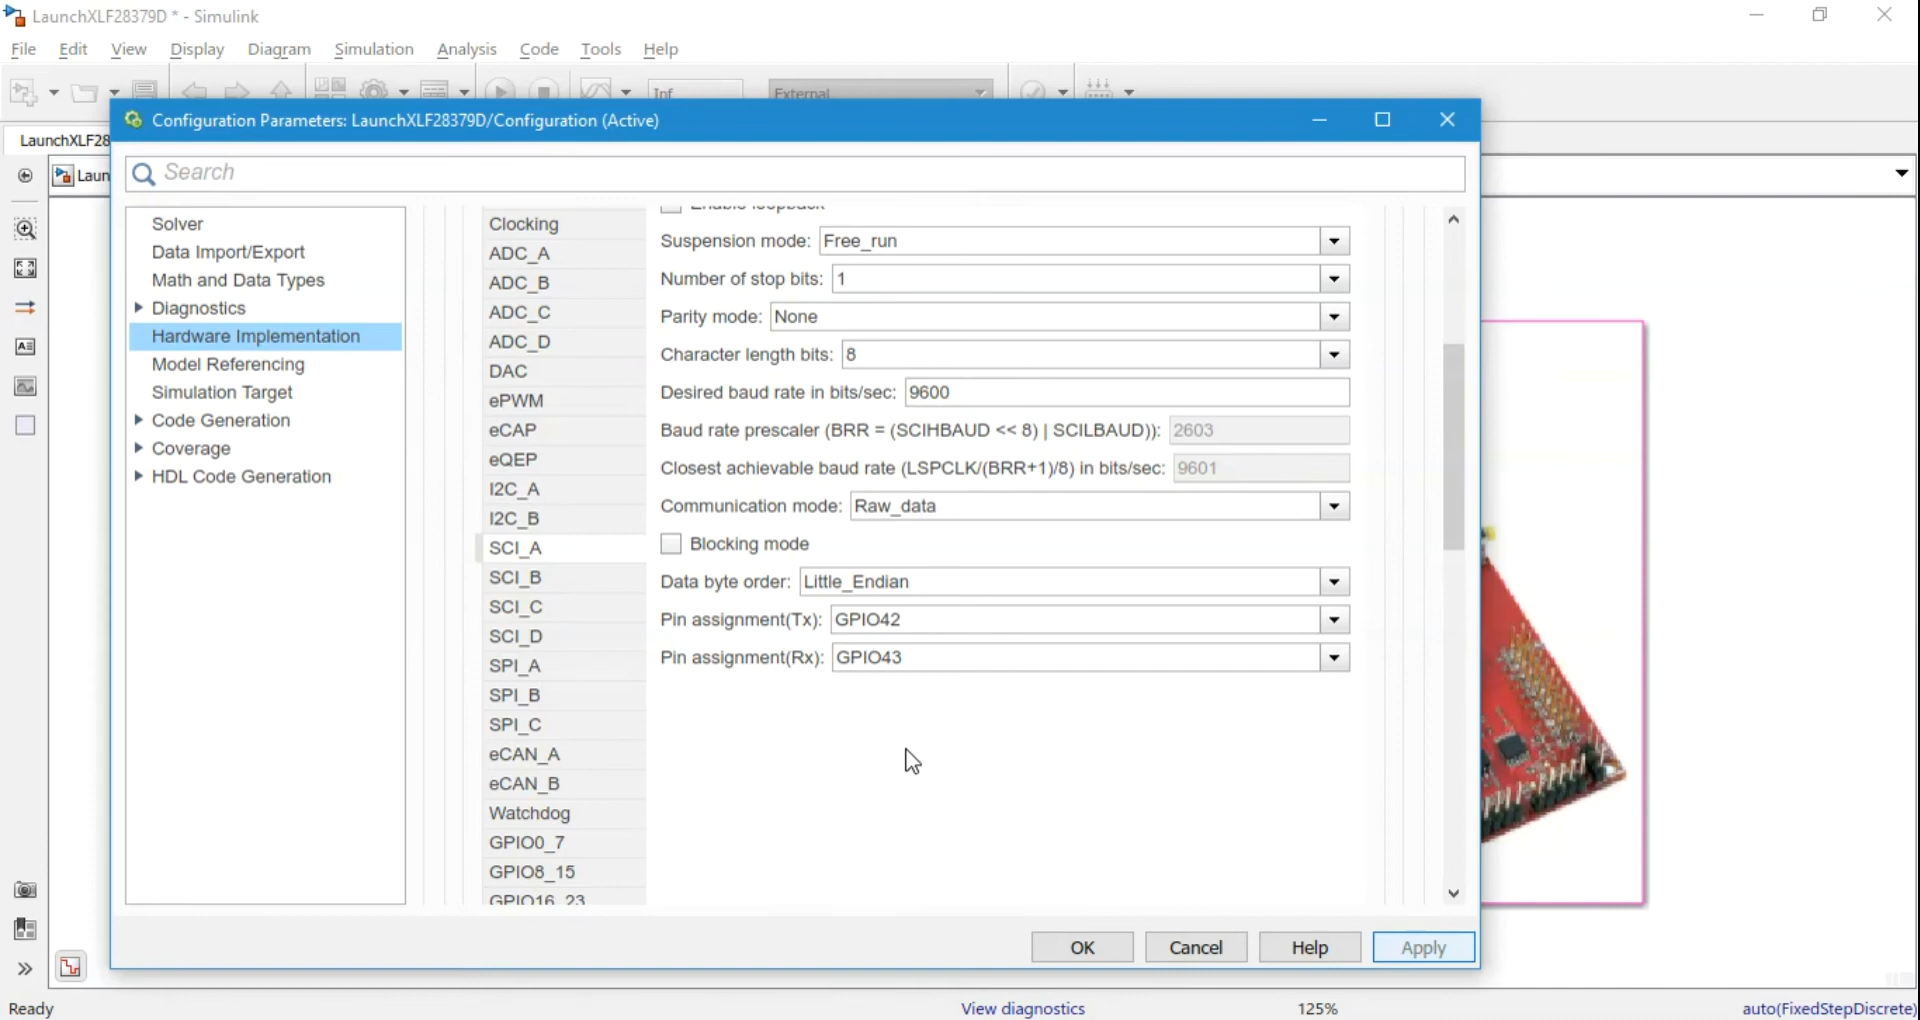 LaunchXLF28379D * - Simulink
File Edit View Display Diagram Simulation Analysis Code Tools Help
Inf External
LaunchXLF28
Laun
Configuration Parameters: LaunchXLF28379D/Configuration (Active)
Search
Solver
Data Import/Export
Math and Data Types
Diagnostics
Hardware Implementation
Model Referencing
Simulation Target
Code Generation
Coverage
HDL Code Generation
Clocking
ADC_A
ADC_B
ADC_C
ADC_D
DAC
ePWM
eCAP
eQEP
I2C_A
I2C_B
SCI_A
SCI_B
SCI_C
SCI_D
SPI_A
SPI_B
SPI_C
eCAN_A
eCAN_B
Watchdog
GPIO0_7
GPIO8_15
GPIO16_23
Enable loopback
Suspension mode: Free_run
Number of stop bits: 1
Parity mode: None
Character length bits: 8
Desired baud rate in bits/sec: 9600
Baud rate prescaler (BRR = (SCIHBAUD << 8) | SCILBAUD)): 2603
Closest achievable baud rate (LSPCLK/(BRR+1)/8) in bits/sec: 9601
Communication mode: Raw_data
Blocking mode
Data byte order: Little_Endian
Pin assignment(Tx): GPIO42
Pin assignment(Rx): GPIO43
OK Cancel Help Apply
Ready View diagnostics 125% auto(FixedStepDiscrete)